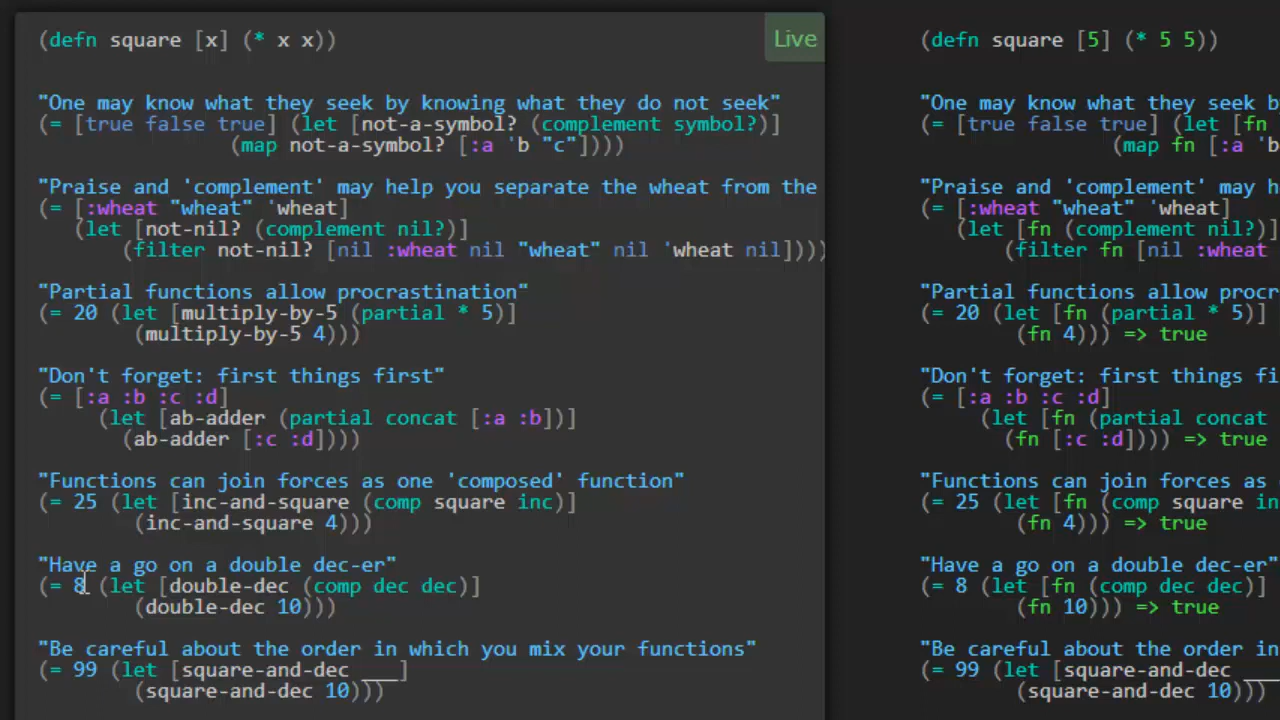 (defn square [x] (* x x))
Live
"One may know what they seek by knowing what they do not seek"
(= [true false true] (let [not-a-symbol? (complement symbol?)]
(map not-a-symbol? [:a 'b "c"])))
"Praise and 'complement' may help you separate the wheat from the
(= [:wheat "wheat" 'wheat]
(let [not-nil? (complement nil?)]
(filter not-nil? [nil :wheat nil "wheat" nil 'wheat nil])))
"Partial functions allow procrastination"
(= 20 (let [multiply-by-5 (partial * 5)]
(multiply-by-5 4)))
"Don't forget: first things first"
(= [:a :b :c :d]
(let [ab-adder (partial concat [:a :b])]
(ab-adder [:c :d])))
"Functions can join forces as one 'composed' function"
(= 25 (let [inc-and-square (comp square inc)]
(inc-and-square 4)))
"Have a go on a double dec-er"
(= 8 (let [double-dec (comp dec dec)]
(double-dec 10)))
"Be careful about the order in which you mix your functions"
(= 99 (let [square-and-dec ___]
(square-and-dec 10)))
(defn square [5] (* 5 5))
"One may know what they seek b
(= [true false true] (let [fn
(map fn [:a 'b
"Praise and 'complement' may h
(= [:wheat "wheat" 'wheat]
(let [fn (complement nil?)]
(filter fn [nil :wheat
"Partial functions allow procr
(= 20 (let [fn (partial * 5)]
(fn 4))) => true
"Don't forget: first things fi
(= [:a :b :c :d]
(let [fn (partial concat
(fn [:c :d]))) => true
"Functions can join forces as
(= 25 (let [fn (comp square in
(fn 4))) => true
"Have a go on a double dec-er"
(= 8 (let [fn (comp dec dec)]
(fn 10))) => true
"Be careful about the order in
(= 99 (let [square-and-dec ___
(square-and-dec 10)))